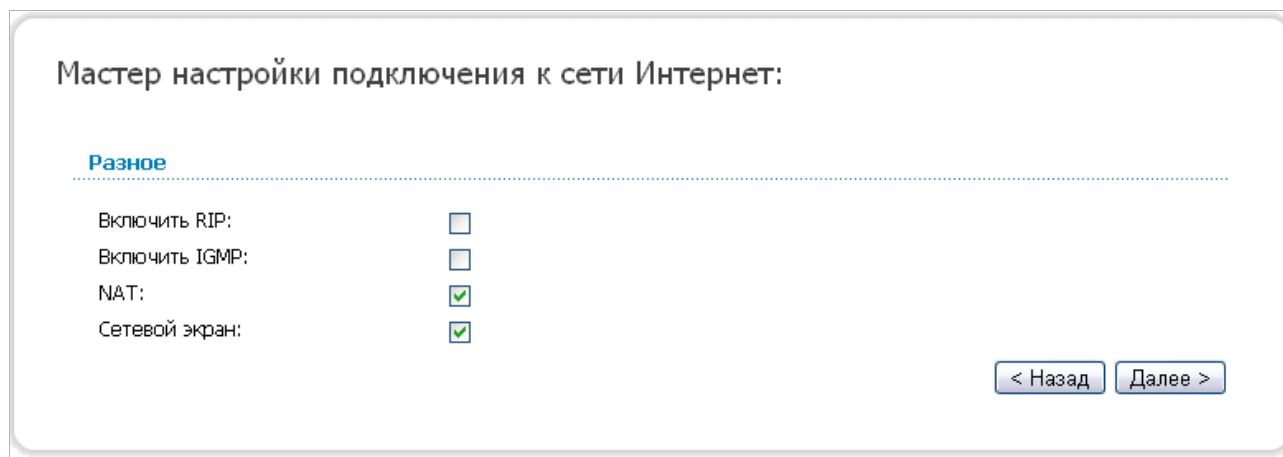 Мастер настройки подключения к сети Интернет:
Разное
Включить RIP:
Включить IGMP:
NAT:
Сетевой экран:
< Назад Далее >